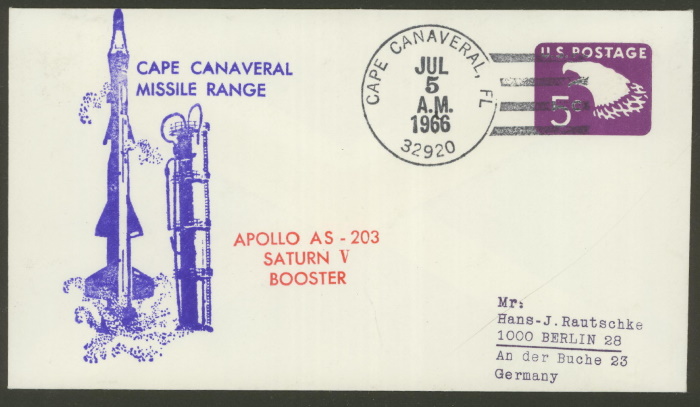 CAPE CANAVERAL
MISSILE RANGE
CAPE CANAVERAL, FL
JUL
5
A.M.
1966
32920
U.S. POSTAGE
5¢
APOLLO AS - 203
SATURN V
BOOSTER
Mr:
Hans-J. Rautschke
1000 BERLIN 28
An der Buche 23
Germany